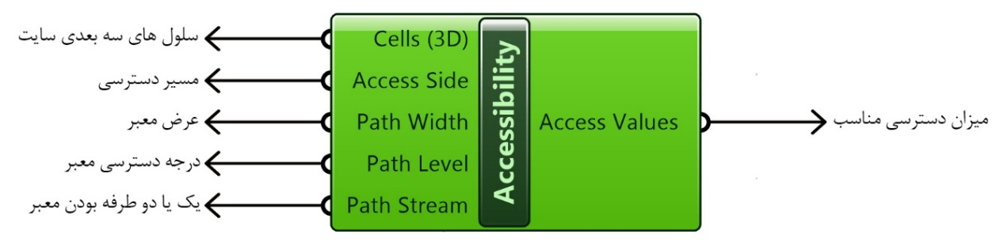 سلول های سه بعدی سایت
Cells (3D)
مسیر دسترسی
Access Side
عرض معبر
Path Width
درجه دسترسی معبر
Path Level
یک یا دو طرفه بودن معبر
Path Stream
Accessibility
Access Values
میزان دسترسی مناسب